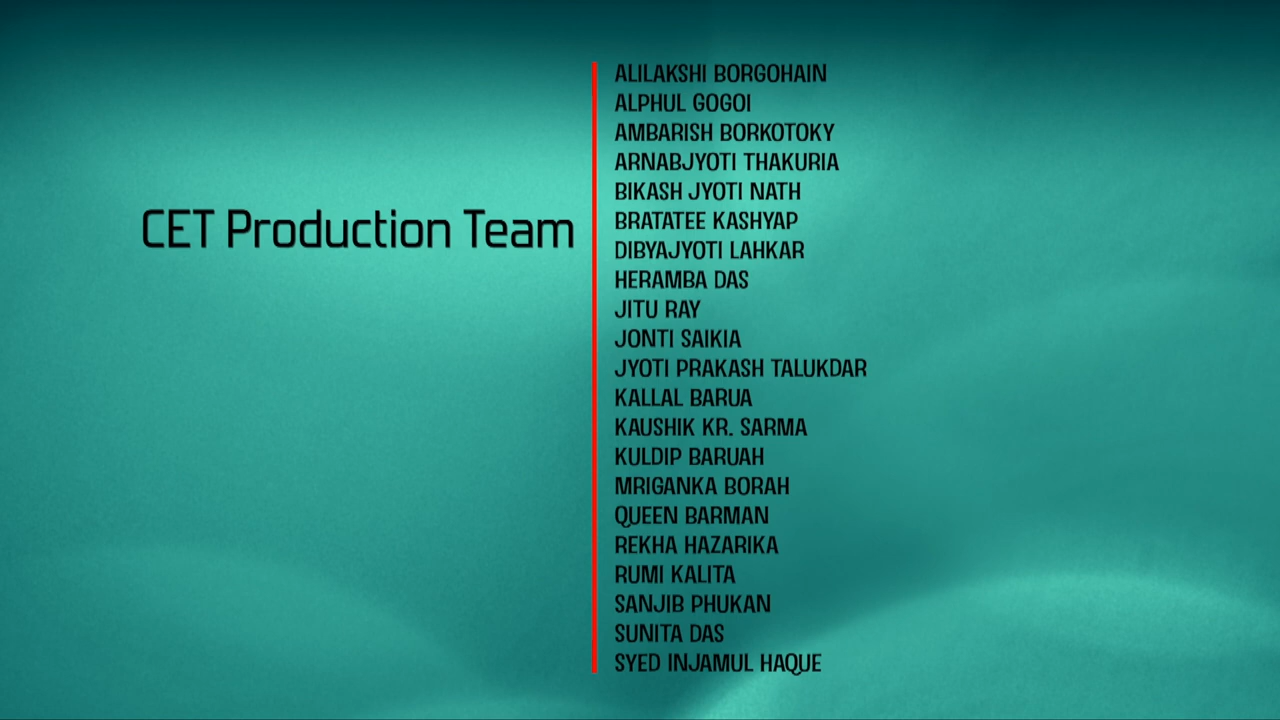 CET Production Team
ALILAKSHI BORGOHAIN
ALPHUL GOGOI
AMBARISH BORKOTOKY
ARNABJYOTI THAKURIA
BIKASH JYOTI NATH
BRATATEE KASHYAP
DIBYAJYOTI LAHKAR
HERAMBA DAS
JITU RAY
JONTI SAIKIA
JYOTI PRAKASH TALUKDAR
KALLAL BARUA
KAUSHIK KR. SARMA
KULDIP BARUAH
MRIGANKA BORAH
QUEEN BARMAN
REKHA HAZARIKA
RUMI KALITA
SANJIB PHUKAN
SUNITA DAS
SYED INJAMUL HAQUE